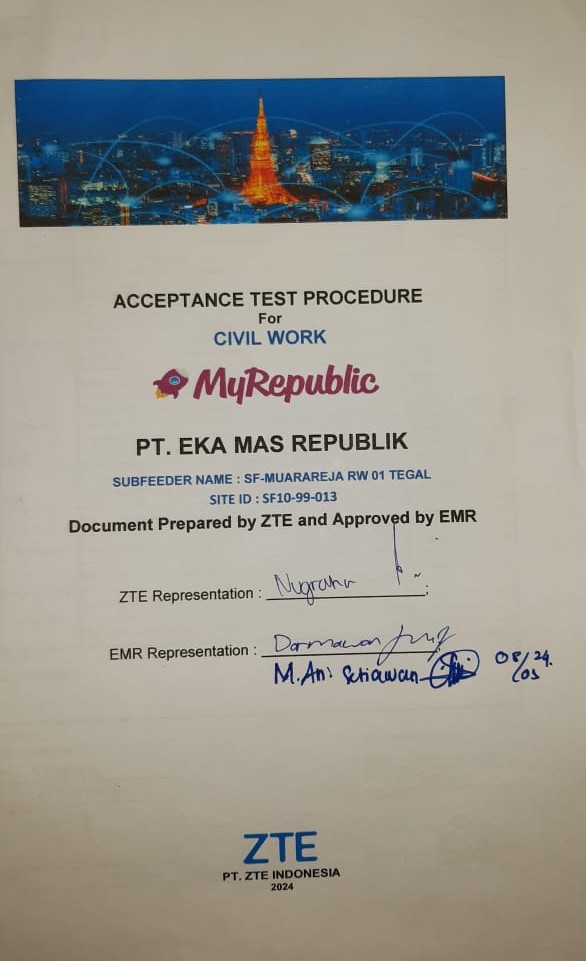 ACCEPTANCE TEST PROCEDURE
For
CIVIL WORK
MyRepublic
PT. EKA MAS REPUBLIK
SUBFEEDER NAME : SF-MUARAREJA RW 01 TEGAL
SITE ID : SF10-99-013
Document Prepared by ZTE and Approved by EMR
ZTE Representation : Nugraha :
EMR Representation : Darmawan
M. Ari Setiawan 08/24.
/05
ZTE
PT. ZTE INDONESIA
2024